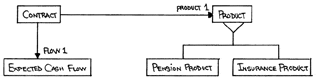 CONTRACT
PRODUCT 1
PRODUCT
FLOW 1
EXPECTED CASH FLOW
PENSION PRODUCT
INSURANCE PRODUCT